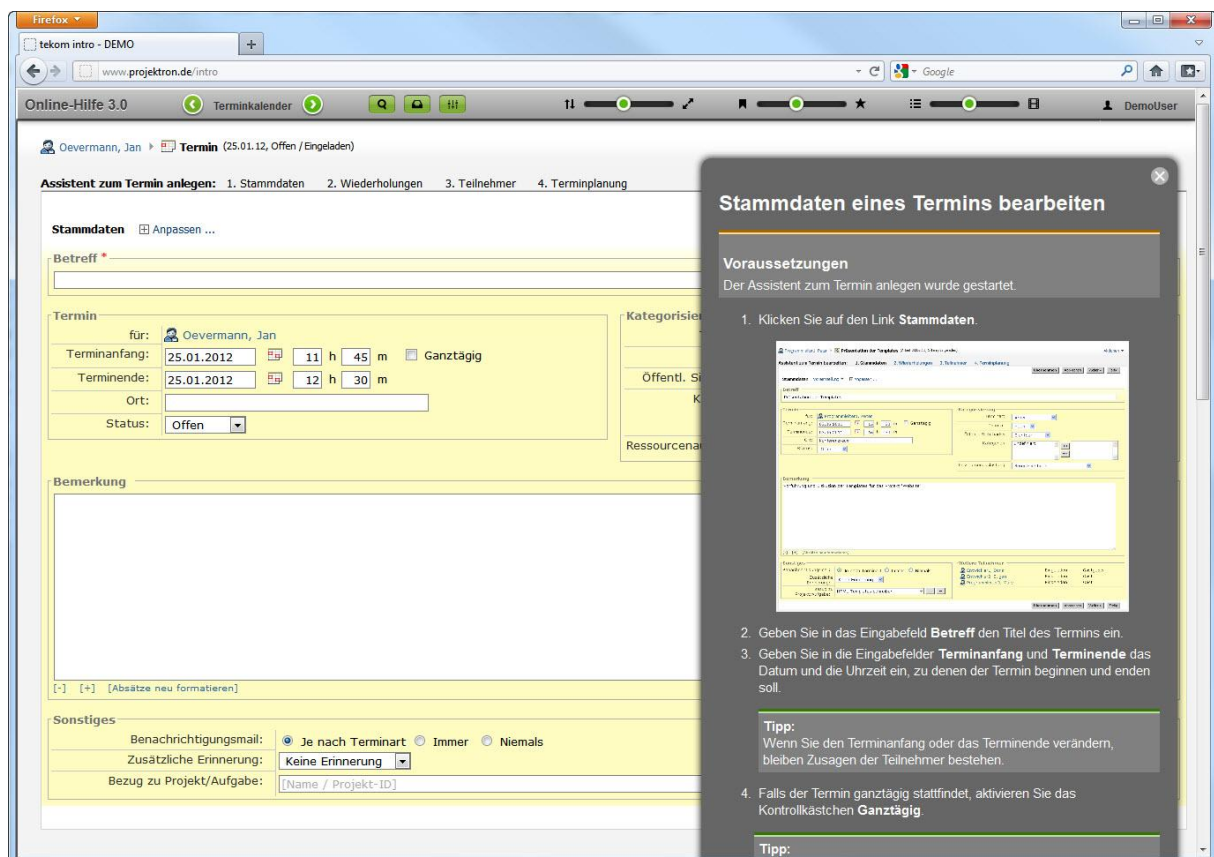 Firefox
tekom intro - DEMO
www.projektron.de/intro
Google
Online-Hilfe 3.0
Terminkalender
DemoUser
Oevermann, Jan
Termin (25.01.12, Offen / Eingeladen)
Assistent zum Termin anlegen: 1. Stammdaten 2. Wiederholungen 3. Teilnehmer 4. Terminplanung
Stammdaten Anpassen ...
Betreff *
Termin
für: Oevermann, Jan
Terminanfang: 25.01.2012 11 h 45 m Ganztägig
Terminende: 25.01.2012 12 h 30 m
Ort:
Status: Offen
Kategorisie
Öffentl. Si
K
Ressourcena
Bemerkung
[-] [+] [Absätze neu formatieren]
Sonstiges
Benachrichtigungsmail: Je nach Terminart Immer Niemals
Zusätzliche Erinnerung: Keine Erinnerung
Bezug zu Projekt/Aufgabe: [Name / Projekt-ID]
Stammdaten eines Termins bearbeiten
Voraussetzungen
Der Assistent zum Termin anlegen wurde gestartet.
1. Klicken Sie auf den Link Stammdaten.
2. Geben Sie in das Eingabefeld Betreff den Titel des Termins ein.
3. Geben Sie in die Eingabefelder Terminanfang und Terminende das
Datum und die Uhrzeit ein, zu denen der Termin beginnen und enden
soll.
Tipp:
Wenn Sie den Terminanfang oder das Terminende verändern,
bleiben Zusagen der Teilnehmer bestehen.
4. Falls der Termin ganztägig stattfindet, aktivieren Sie das
Kontrollkästchen Ganztägig.
Tipp: